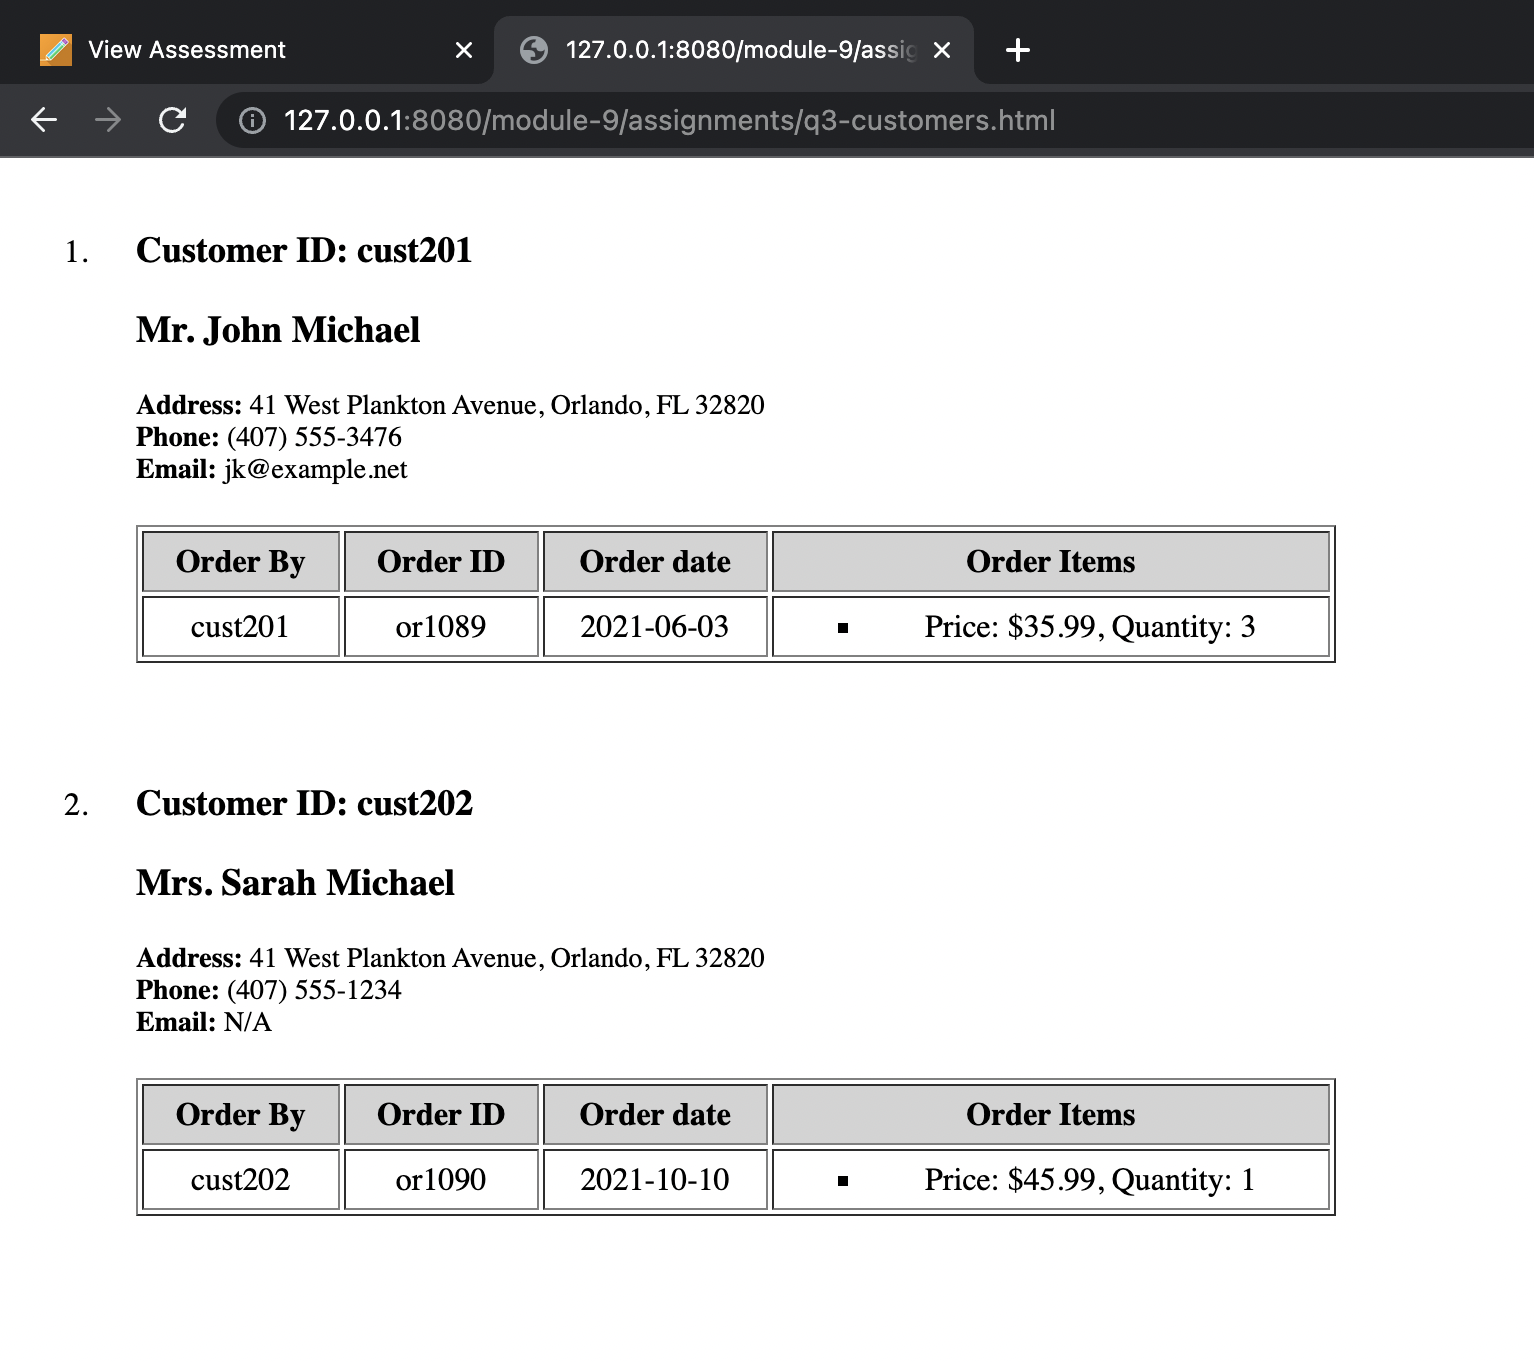 View Assessment
127.0.0.1:8080/module-9/assig
127.0.0.1:8080/module-9/assignments/q3-customers.html
1. Customer ID: cust201
Mr. John Michael
Address: 41 West Plankton Avenue, Orlando, FL 32820
Phone: (407) 555-3476
Email: jk@example.net
Order By Order ID Order date Order Items
cust201 or1089 2021-06-03 ▪ Price: $35.99, Quantity: 3
2. Customer ID: cust202
Mrs. Sarah Michael
Address: 41 West Plankton Avenue, Orlando, FL 32820
Phone: (407) 555-1234
Email: N/A
Order By Order ID Order date Order Items
cust202 or1090 2021-10-10 ▪ Price: $45.99, Quantity: 1